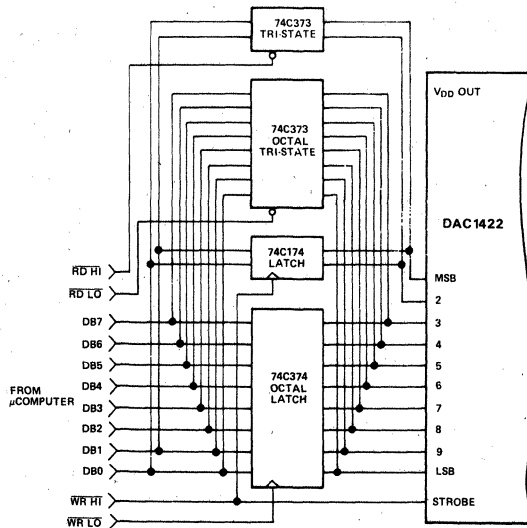 74C373
TRI-STATE
74C373
OCTAL
TRI-STATE
VDD OUT
DAC1422
74C174
LATCH
RD HI
RD LO
MSB
2
DB7
3
DB6
4
74C374
OCTAL
LATCH
DB5
5
DB4
6
FROM
µCOMPUTER
DB3
7
DB2
8
DB1
9
DB0
LSB
WR HI
STROBE
WR LO